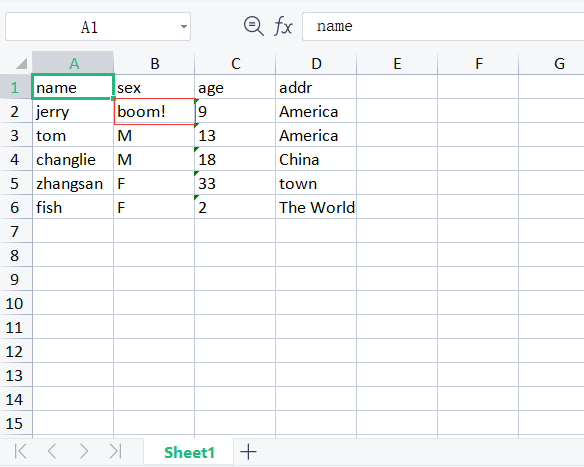 A1 fx name
A B C D E F G
1 name sex age addr
2 jerry boom! 9 America
3 tom M 13 America
4 changlie M 18 China
5 zhangsan F 33 town
6 fish F 2 The World
7
8
9
10
11
12
13
14
15
Sheet1